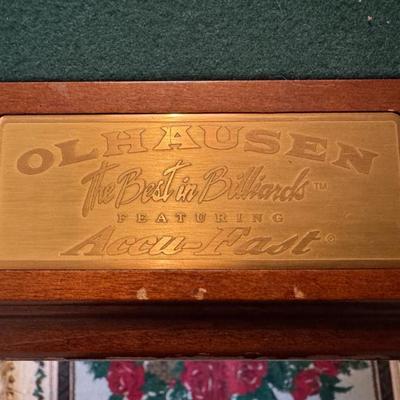 OLHAUSEN
The Best in Billiards™
FEATURING
Accu-Fast®